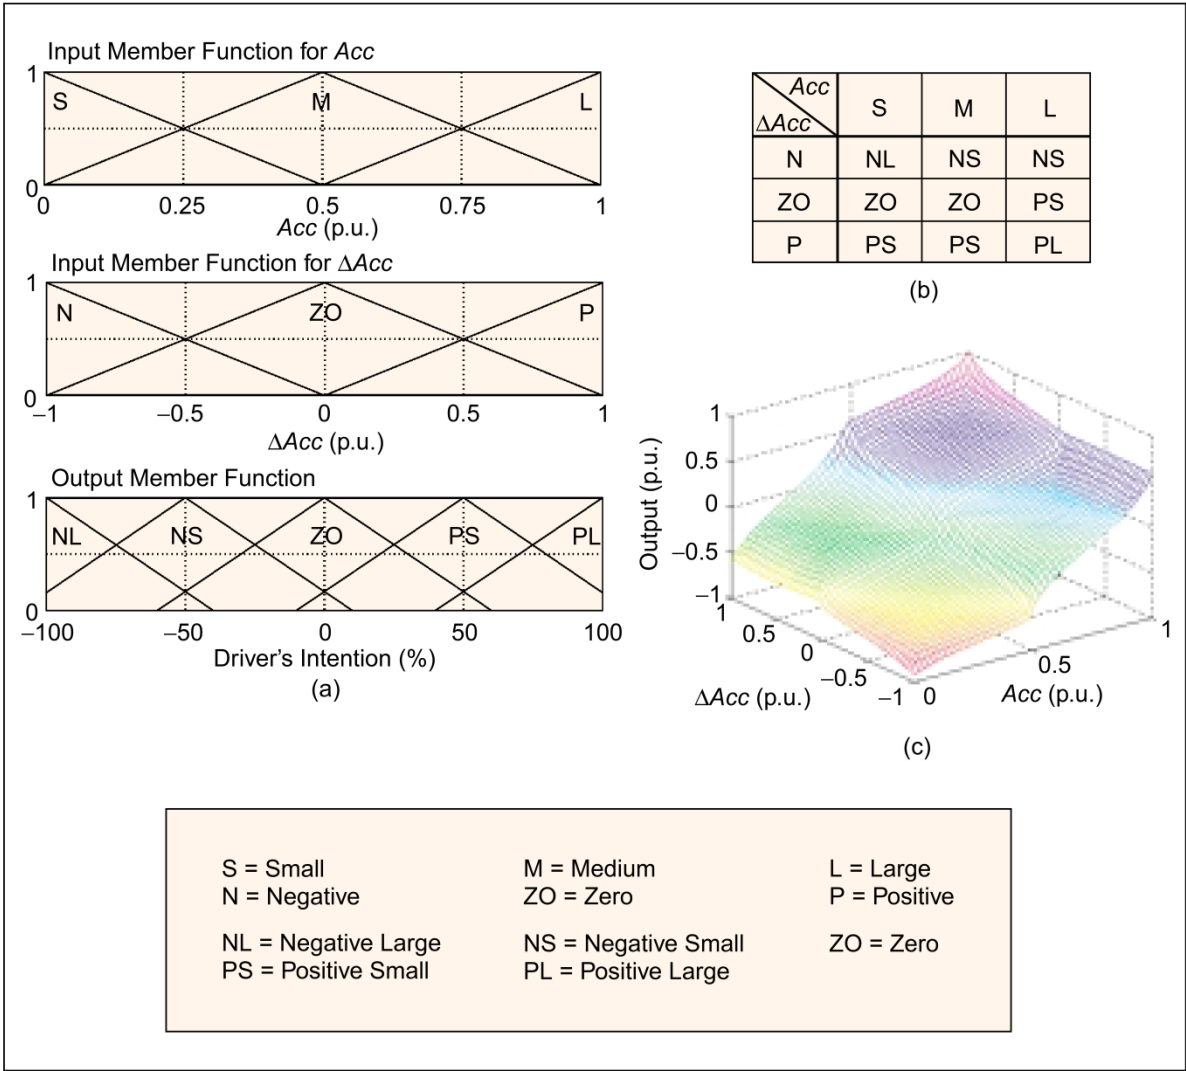 Input Member Function for Acc
1
S M L
0
0 0.25 0.5 0.75 1
Acc (p.u.)
Input Member Function for ΔAcc
1
N ZO P
0
−1 −0.5 0 0.5 1
ΔAcc (p.u.)
Output Member Function
1
NL NS ZO PS PL
0
−100 −50 0 50 100
Driver's Intention (%)
(a)
Acc
ΔAcc
S M L
N NL NS NS
ZO ZO ZO PS
P PS PS PL
(b)
Output (p.u.)
1
0.5
0
−0.5
−1
1
0.5
0
−0.5
−1
ΔAcc (p.u.)
0
0.5
1
Acc (p.u.)
(c)
S = Small M = Medium L = Large
N = Negative ZO = Zero P = Positive
NL = Negative Large NS = Negative Small ZO = Zero
PS = Positive Small PL = Positive Large